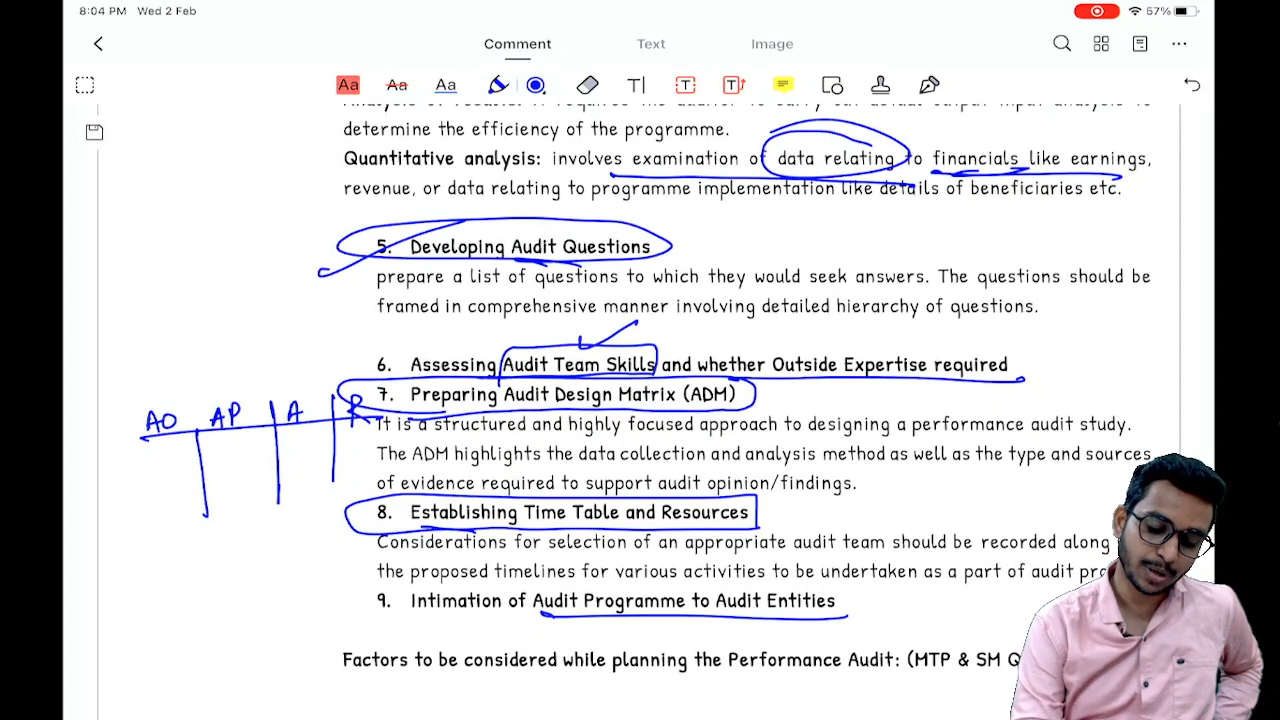 8:04 PM Wed 2 Feb
57%
Comment Text Image
Aa Aa Aa T T T
determine the efficiency of the programme.
Quantitative analysis: involves examination of data relating to financials like earnings,
revenue, or data relating to programme implementation like details of beneficiaries etc.
5. Developing Audit Questions
prepare a list of questions to which they would seek answers. The questions should be
framed in comprehensive manner involving detailed hierarchy of questions.
6. Assessing Audit Team Skills and whether Outside Expertise required
7. Preparing Audit Design Matrix (ADM)
AO AP A R
It is a structured and highly focused approach to designing a performance audit study.
The ADM highlights the data collection and analysis method as well as the type and sources
of evidence required to support audit opinion/findings.
8. Establishing Time Table and Resources
Considerations for selection of an appropriate audit team should be recorded along
the proposed timelines for various activities to be undertaken as a part of audit
9. Intimation of Audit Programme to Audit Entities
Factors to be considered while planning the Performance Audit: (MTP & SM Q